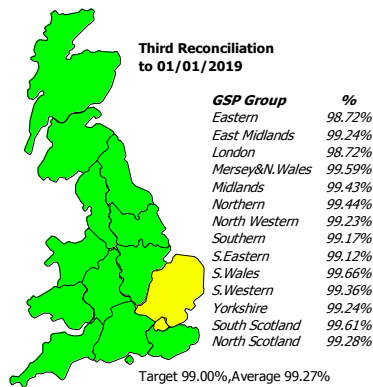 Third Reconciliation
to 01/01/2019
GSP Group %
Eastern 98.72%
East Midlands 99.24%
London 98.72%
Mersey&N.Wales 99.59%
Midlands 99.43%
Northern 99.44%
North Western 99.23%
Southern 99.17%
S.Eastern 99.12%
S.Wales 99.66%
S.Western 99.36%
Yorkshire 99.24%
South Scotland 99.61%
North Scotland 99.28%
Target 99.00%,Average 99.27%